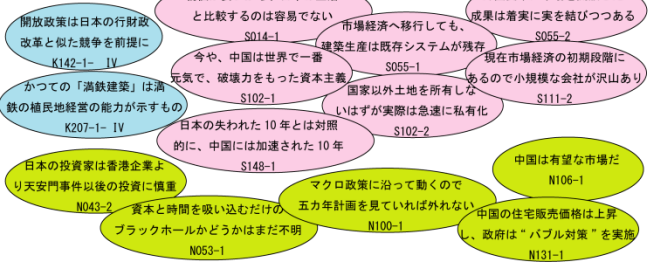 開放政策は日本の行財政
改革と似た競争を前提に
K142-1- Ⅳ
と比較するのは容易でない
S014-1
市場経済へ移行しても、
建築生産は既存システムが残存
S055-1
成果は着実に実を結びつつある
S055-2
かつての「満鉄建築」は満
鉄の植民地経営の能力が示すもの
K207-1- Ⅳ
今や、中国は世界で一番
元気で、破壊力をもった資本主義
S102-1
国家以外土地を所有しな
いはずが実際は急速に私有化
S102-2
現在市場経済の初期段階に
あるので小規模な会社が沢山あり
S111-2
日本の失われた 10 年とは対照
的に、中国には加速された 10 年
S148-1
日本の投資家は香港企業よ
り天安門事件以後の投資に慎重
N043-2
資本と時間を吸い込むだけの
ブラックホールかどうかはまだ不明
N053-1
マクロ政策に沿って動くので
五カ年計画を見ていれば外れない
N100-1
中国は有望な市場だ
N106-1
中国の住宅販売価格は上昇
し、政府は“バブル対策”を実施
N131-1